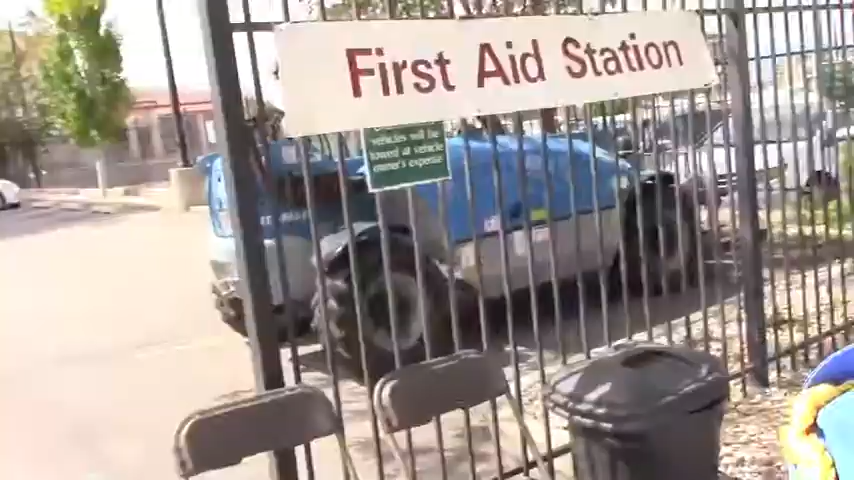 First Aid Station
vehicles will be
towed at vehicle
owner's expense